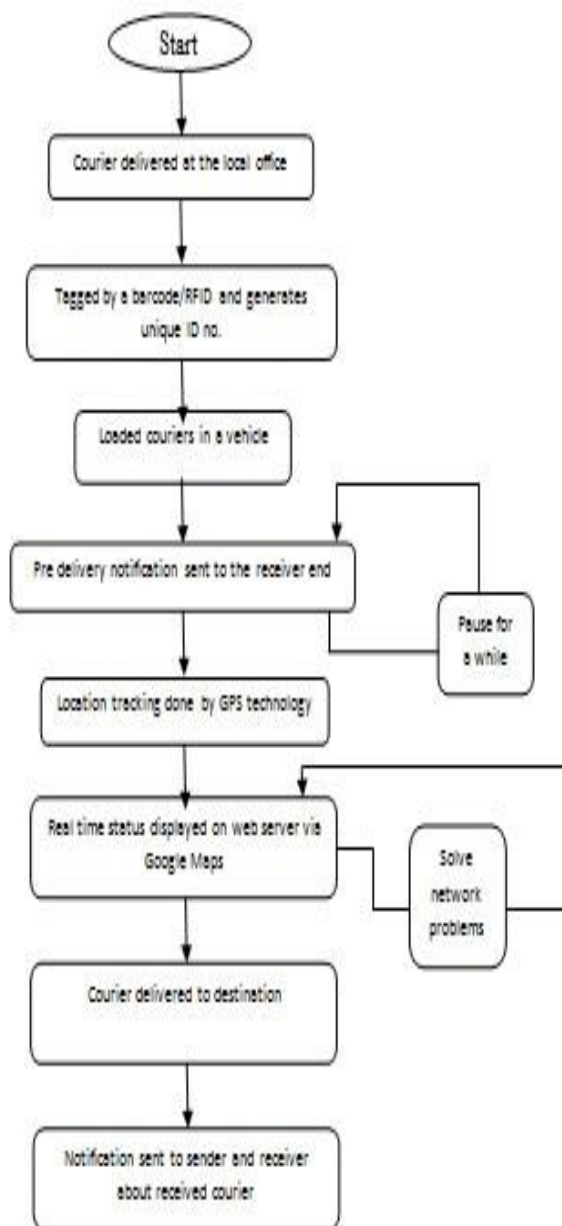 Start
Courier delivered at the local office
Tagged by a barcode/RFID and generates
unique ID no.
Loaded couriers in a vehicle
Pre delivery notification sent to the receiver end
Pause for
a while
Location tracking done by GPS technology
Real time status displayed on web server via
Google Maps
Solve
network
problems
Courier delivered to destination
Notification sent to sender and receiver
about received courier